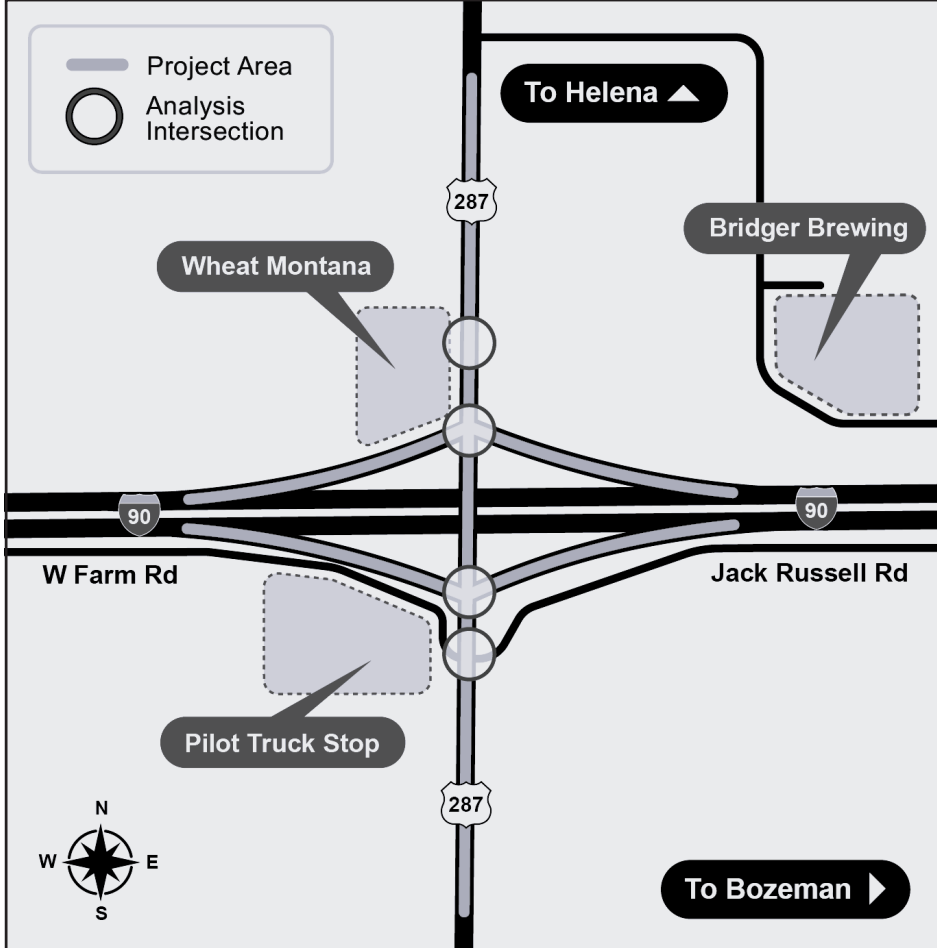 Project Area
Analysis
Intersection
To Helena
287
Bridger Brewing
Wheat Montana
90
90
W Farm Rd
Jack Russell Rd
Pilot Truck Stop
287
N
W
E
S
To Bozeman